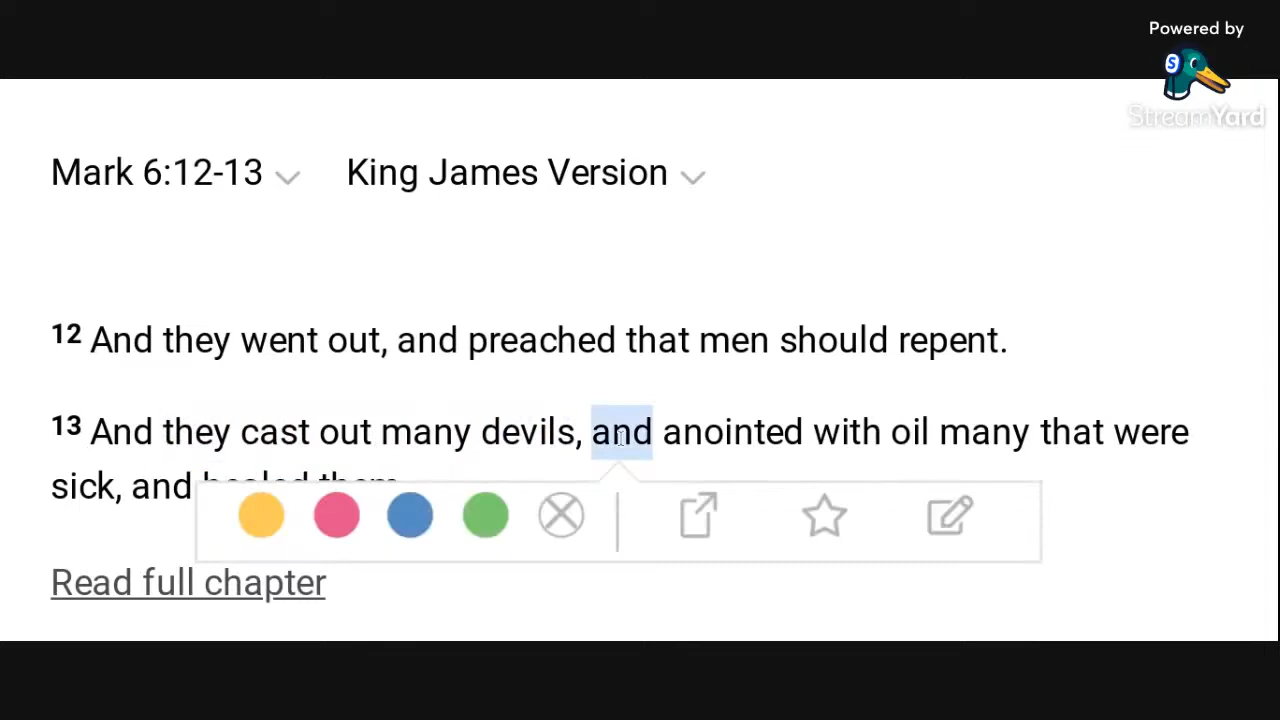 Powered by
S
StreamYard
Mark 6:12-13 King James Version
12 And they went out, and preached that men should repent.
13 And they cast out many devils, and anointed with oil many that were
sick, and healed them.
Read full chapter